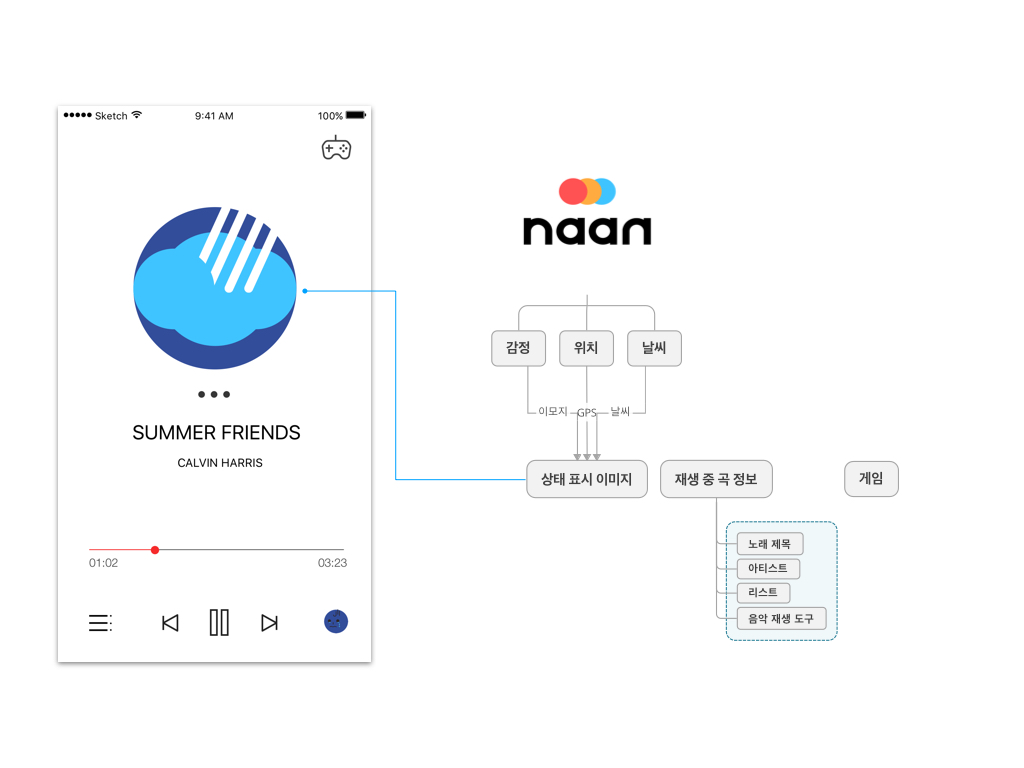 Sketch 9:41 AM 100%
SUMMER FRIENDS
CALVIN HARRIS
01:02 03:23
naan
감정 위치 날씨
이모지 GPS 날씨
상태 표시 이미지 재생 중 곡 정보 게임
노래 제목
아티스트
리스트
음악 재생 도구